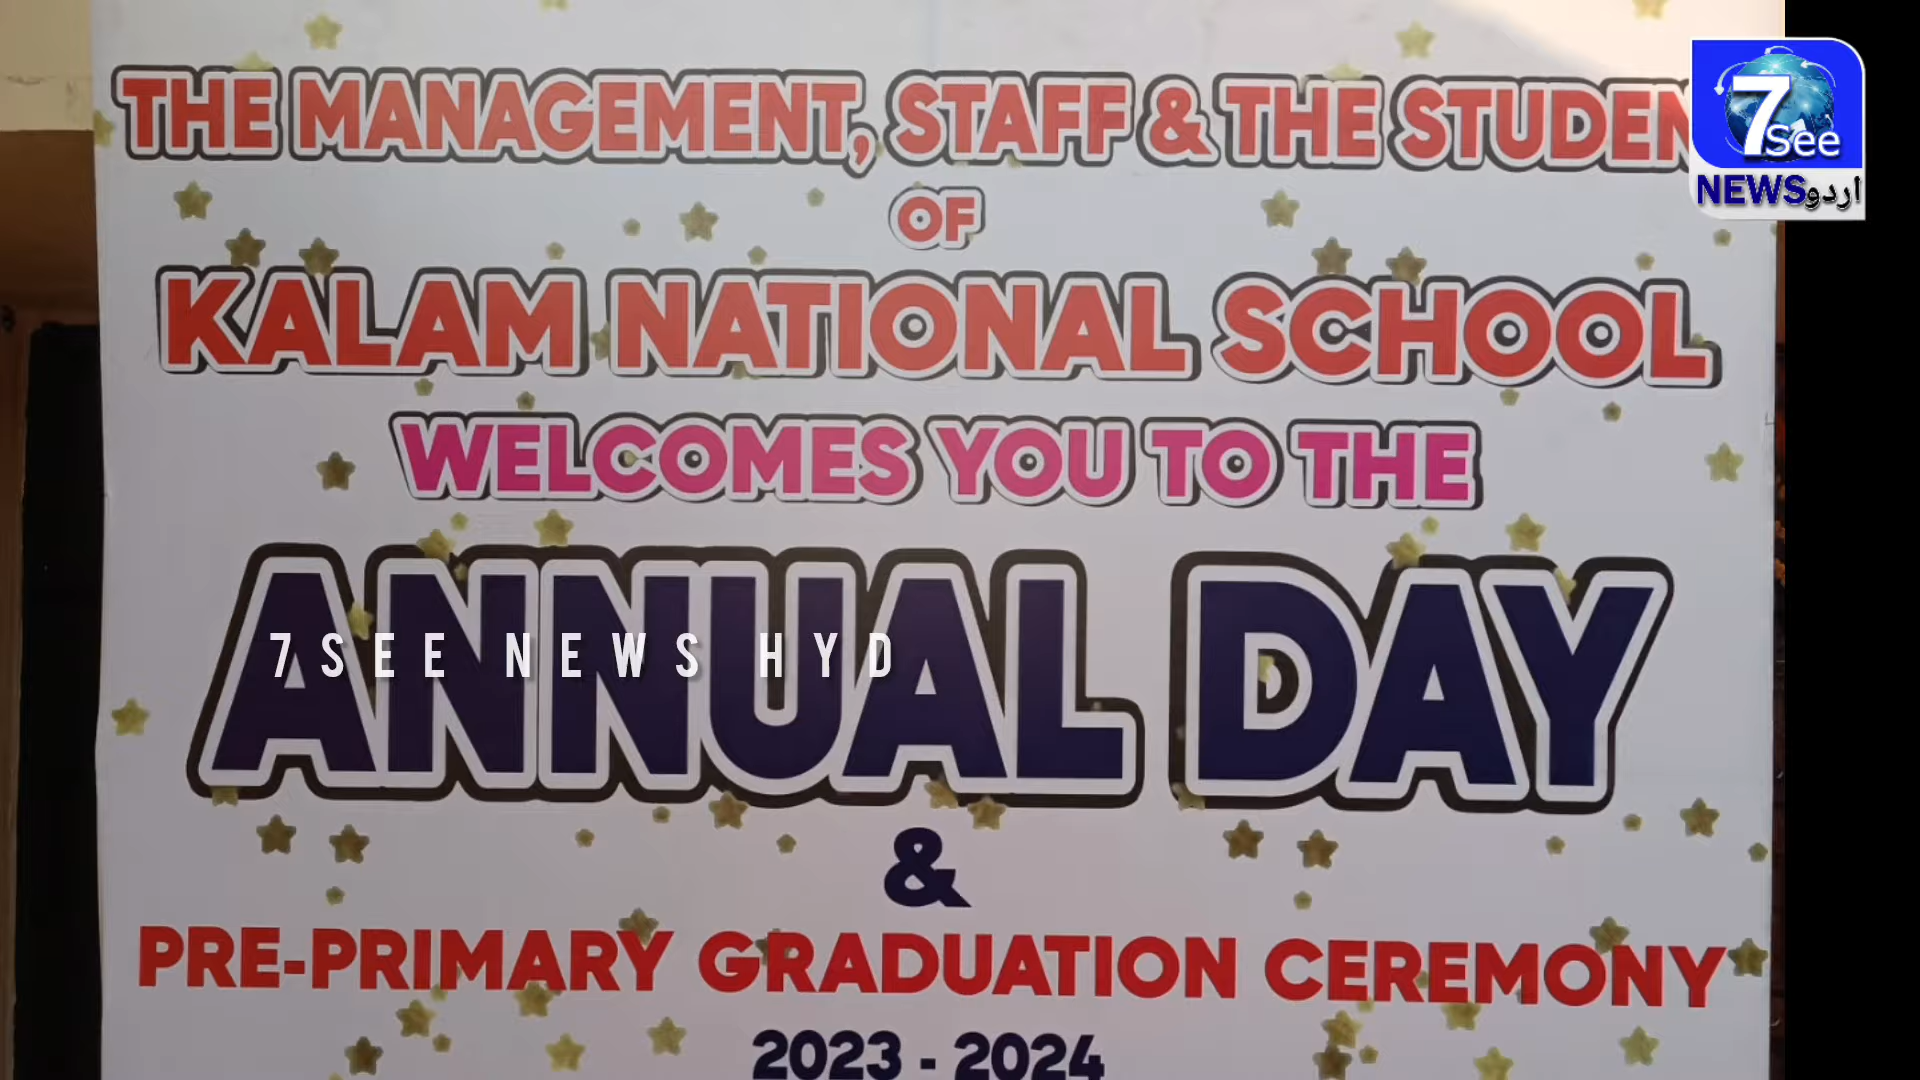 THE MANAGEMENT, STAFF & THE STUDEN
OF
KALAM NATIONAL SCHOOL
WELCOMES YOU TO THE
ANNUAL DAY
&
PRE-PRIMARY GRADUATION CEREMONY
2023 - 2024
7SEE NEWS HYD
7See
NEWS اردو